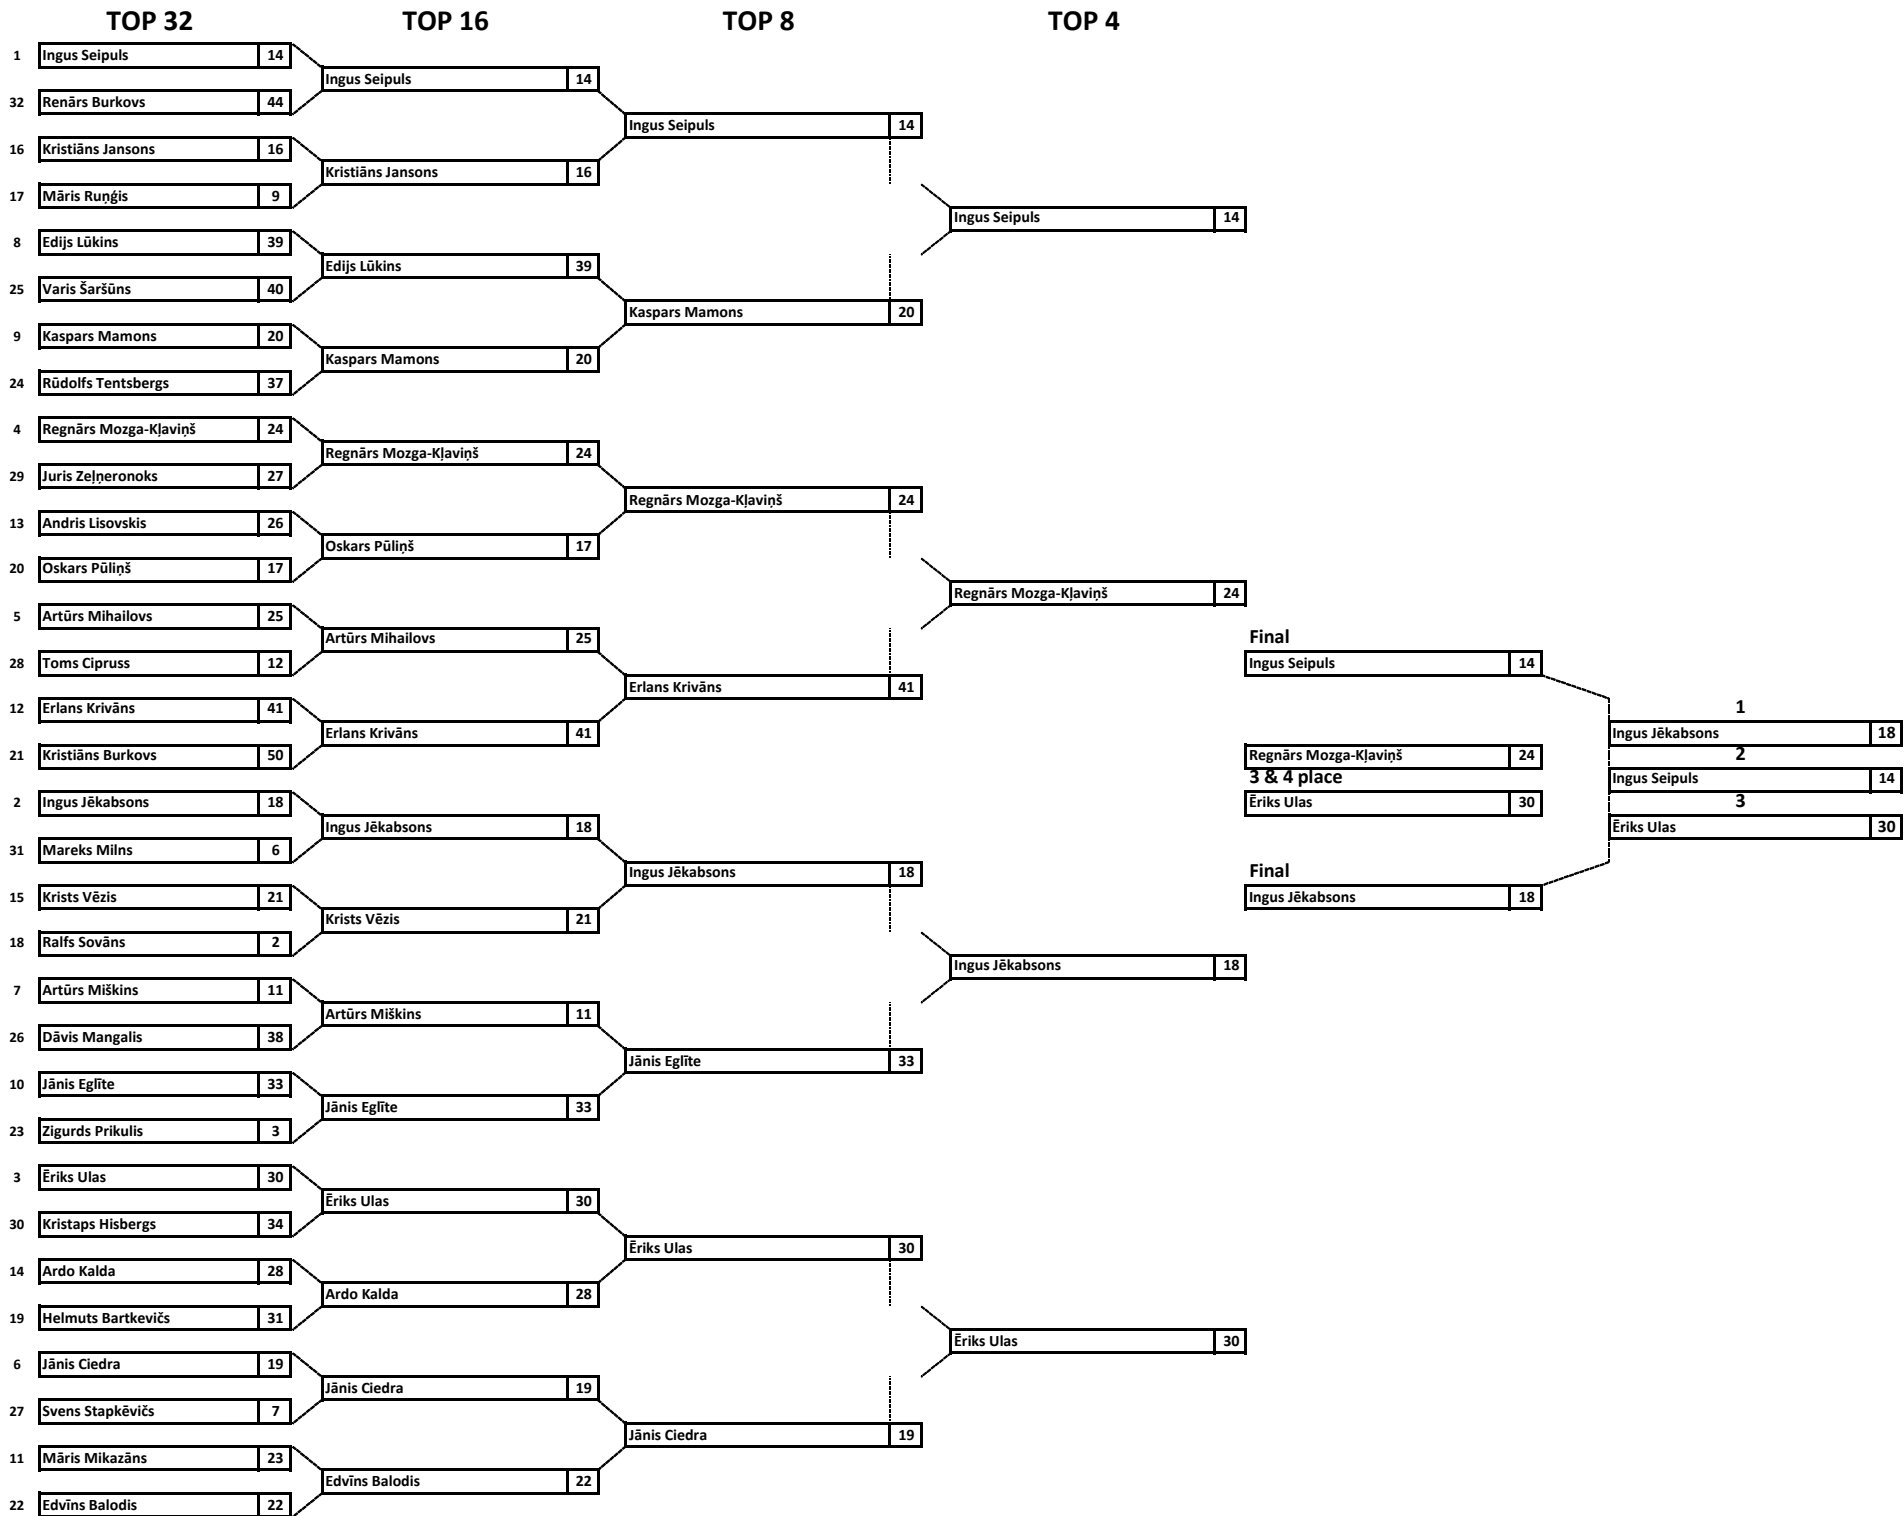 TOP 32 TOP 16 TOP 8 TOP 4
1 Ingus Seipuls 14
Ingus Seipuls 14
32 Renārs Burkovs 44
Ingus Seipuls 14
16 Kristiāns Jansons 16
Kristiāns Jansons 16
17 Māris Ruņģis 9
Ingus Seipuls 14
8 Edijs Lūkins 39
Edijs Lūkins 39
25 Varis Šaršūns 40
Kaspars Mamons 20
9 Kaspars Mamons 20
Kaspars Mamons 20
24 Rūdolfs Tentsbergs 37
4 Regnārs Mozga-Kļaviņš 24
Regnārs Mozga-Kļaviņš 24
29 Juris Zeļņeronoks 27
Regnārs Mozga-Kļaviņš 24
13 Andris Lisovskis 26
Oskars Pūliņš 17
20 Oskars Pūliņš 17
Regnārs Mozga-Kļaviņš 24
5 Artūrs Mihailovs 25
Artūrs Mihailovs 25
Final
28 Toms Cipruss 12
Ingus Seipuls 14
Erlans Krivāns 41
12 Erlans Krivāns 41
1
Erlans Krivāns 41
Ingus Jēkabsons 18
21 Kristiāns Burkovs 50
Regnārs Mozga-Kļaviņš 24
2
3 & 4 place
Ingus Seipuls 14
2 Ingus Jēkabsons 18
Ēriks Ulas 30
3
Ingus Jēkabsons 18
Ēriks Ulas 30
31 Mareks Milns 6
Ingus Jēkabsons 18
Final
15 Krists Vēzis 21
Ingus Jēkabsons 18
Krists Vēzis 21
18 Ralfs Sovāns 2
Ingus Jēkabsons 18
7 Artūrs Miškins 11
Artūrs Miškins 11
26 Dāvis Mangalis 38
Jānis Eglīte 33
10 Jānis Eglīte 33
Jānis Eglīte 33
23 Zigurds Prikulis 3
3 Ēriks Ulas 30
Ēriks Ulas 30
30 Kristaps Hisbergs 34
Ēriks Ulas 30
14 Ardo Kalda 28
Ardo Kalda 28
19 Helmuts Bartkevičs 31
Ēriks Ulas 30
6 Jānis Ciedra 19
Jānis Ciedra 19
27 Svens Stapkēvičs 7
Jānis Ciedra 19
11 Māris Mikazāns 23
Edvīns Balodis 22
22 Edvīns Balodis 22